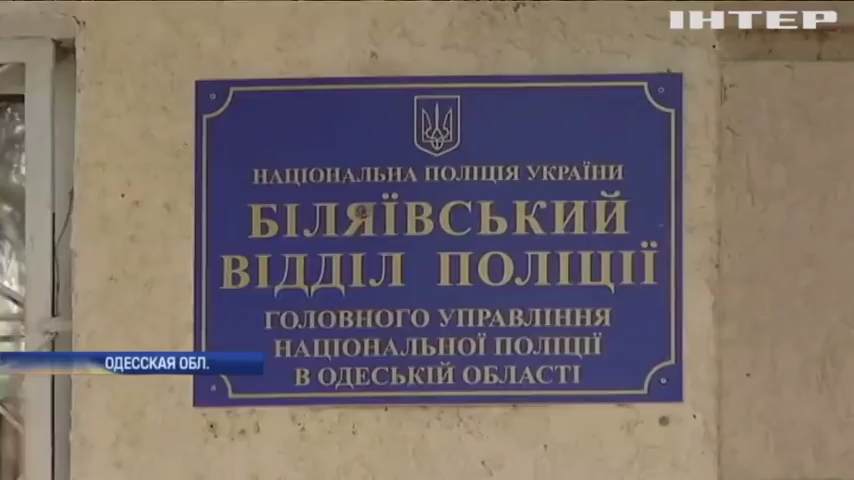 ІНТЕР
НАЦІОНАЛЬНА ПОЛІЦІЯ УКРАЇНИ
БІЛЯЇВСЬКИЙ
ВІДДІЛ ПОЛІЦІЇ
ГОЛОВНОГО УПРАВЛІННЯ
НАЦІОНАЛЬНОЇ ПОЛІЦІЇ
В ОДЕСЬКІЙ ОБЛАСТІ
ОДЕССКАЯ ОБЛ.